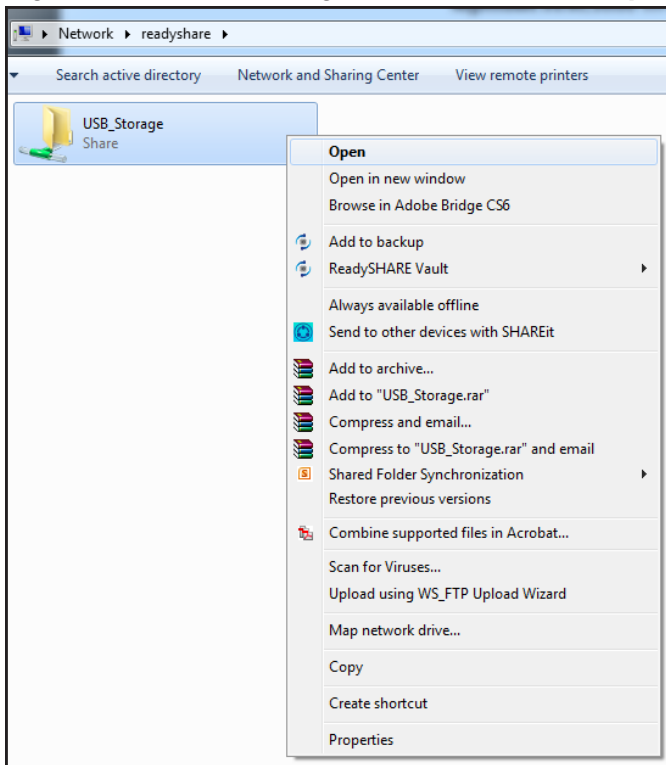 Network readyshare
Search active directory Network and Sharing Center View remote printers
USB_Storage
Share
Open
Open in new window
Browse in Adobe Bridge CS6
Add to backup
ReadySHARE Vault
Always available offline
Send to other devices with SHAREit
Add to archive...
Add to "USB_Storage.rar"
Compress and email...
Compress to "USB_Storage.rar" and email
Shared Folder Synchronization
Restore previous versions
Combine supported files in Acrobat...
Scan for Viruses...
Upload using WS_FTP Upload Wizard
Map network drive...
Copy
Create shortcut
Properties